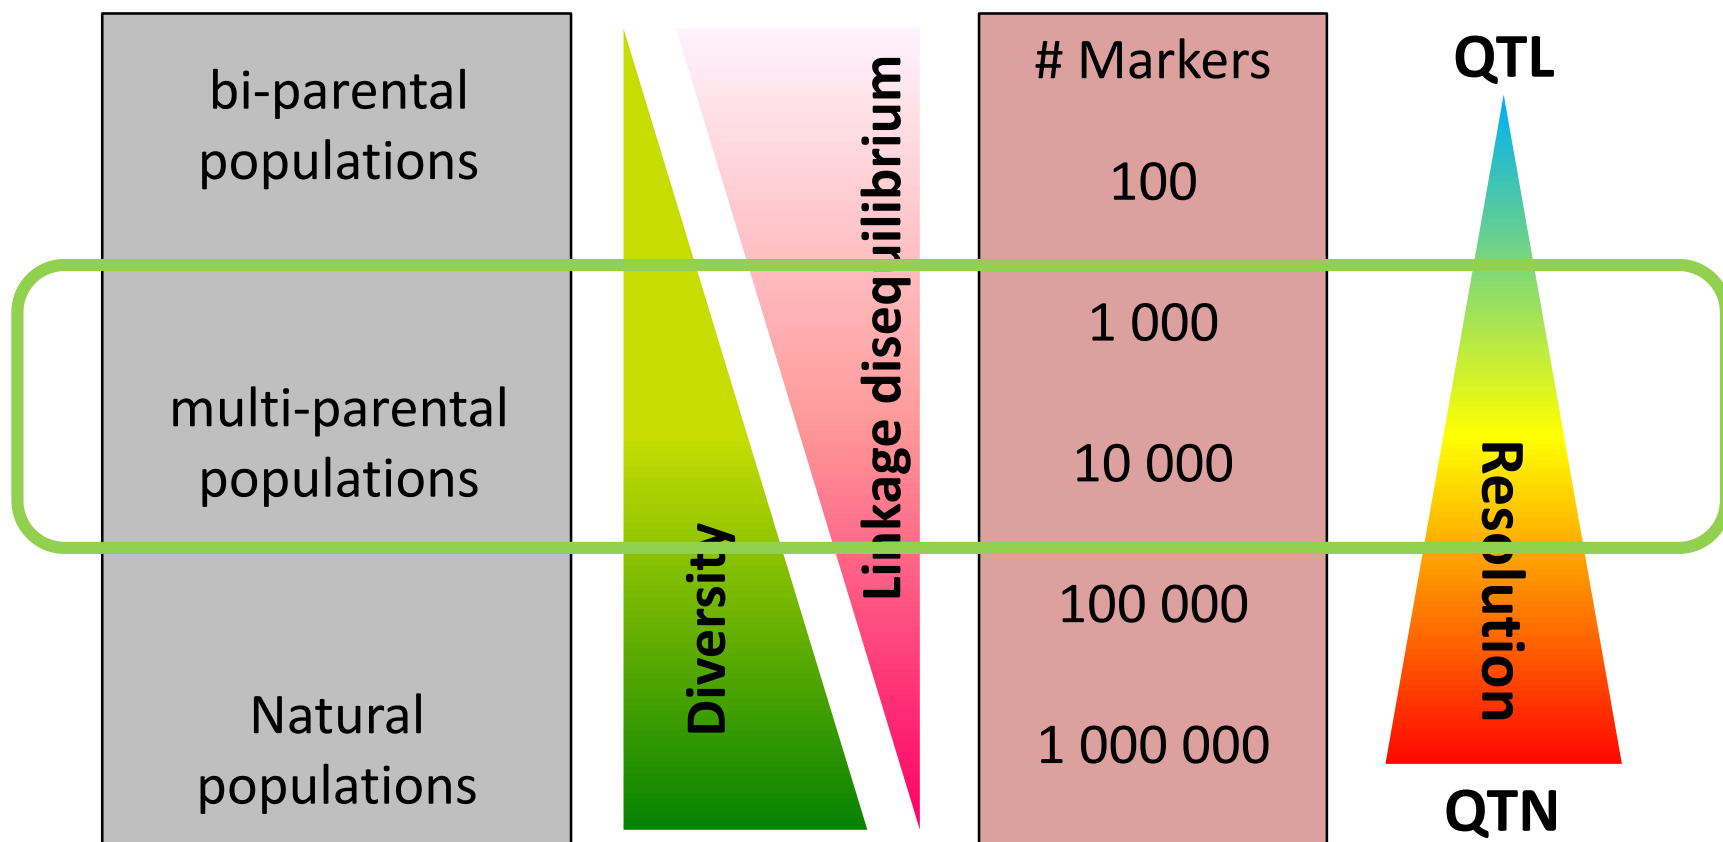 bi-parental
populations
multi-parental
populations
Natural
populations
Diversity
Linkage disequilibrium
# Markers
100
1 000
10 000
100 000
1 000 000
QTL
Resolution
QTN